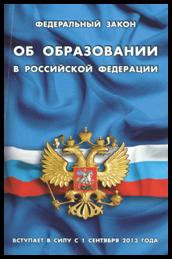 ФЕДЕРАЛЬНЫЙ ЗАКОН
ОБ ОБРАЗОВАНИИ
В РОССИЙСКОЙ ФЕДЕРАЦИИ
ВСТУПАЕТ В СИЛУ С 1 СЕНТЯБРЯ 2013 ГОДА